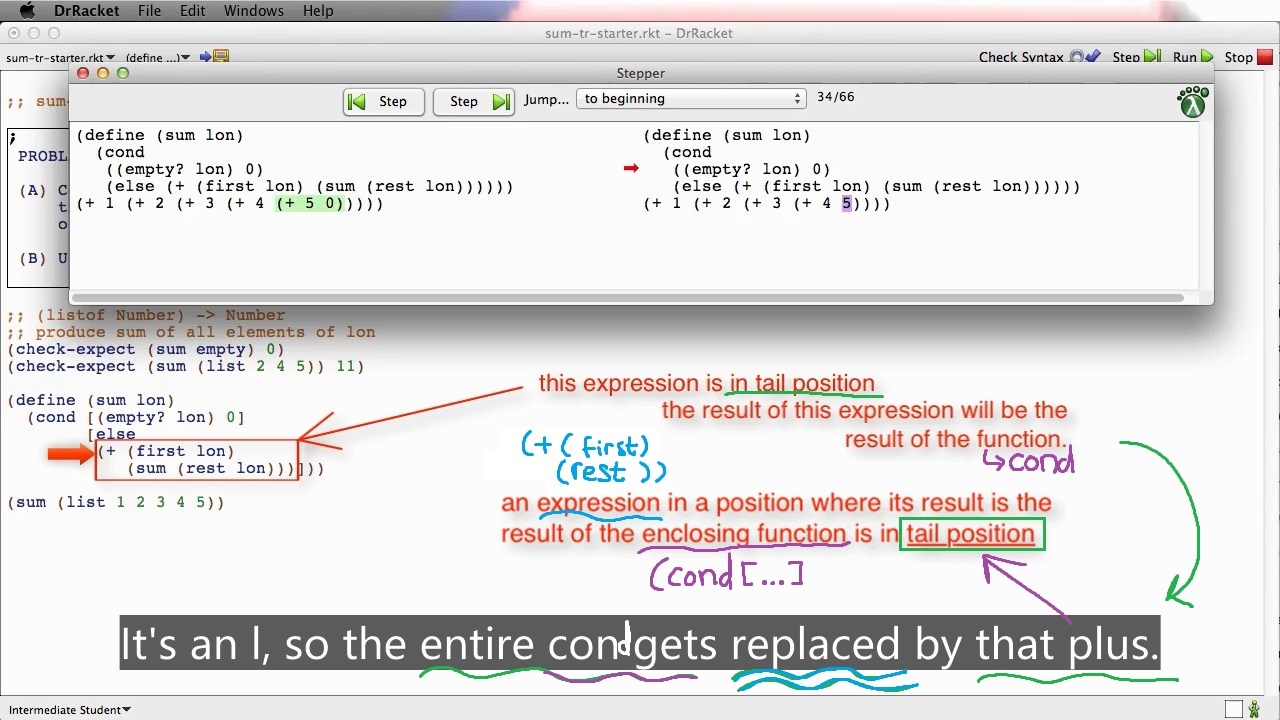 DrRacket File Edit Windows Help
sum-tr-starter.rkt – DrRacket
sum-tr-starter.rkt▾ (define ...)▾ Check Syntax Step Run Stop
Stepper
Step Step Jump... to beginning 34/66
;; sum-
;
PROBL
(A) C
t
o
(B) U
(define (sum lon)
(cond
((empty? lon) 0)
(else (+ (first lon) (sum (rest lon))))))
(+ 1 (+ 2 (+ 3 (+ 4 (+ 5 0)))))
(define (sum lon)
(cond
((empty? lon) 0)
(else (+ (first lon) (sum (rest lon))))))
(+ 1 (+ 2 (+ 3 (+ 4 5))))
;; (listof Number) -> Number
;; produce sum of all elements of lon
(check-expect (sum empty) 0)
(check-expect (sum (list 2 4 5)) 11)
(define (sum lon)
(cond [(empty? lon) 0]
[else
(+ (first lon)
(sum (rest lon)))]))
(sum (list 1 2 3 4 5))
this expression is in tail position
the result of this expression will be the
result of the function.
↳cond
(+ (first)
(rest ))
an expression in a position where its result is the
result of the enclosing function is in tail position
(cond [...]
It's an l, so the entire cond gets replaced by that plus.
Intermediate Student▾